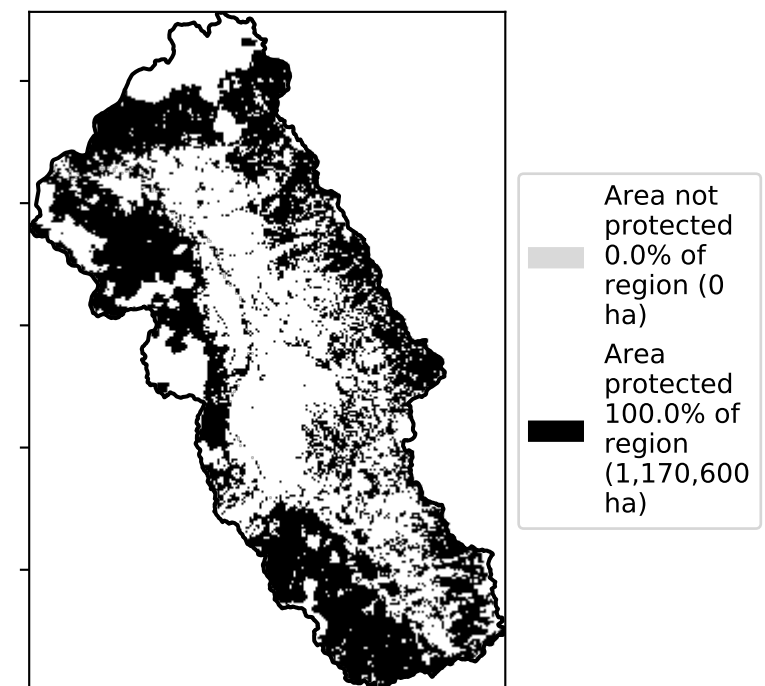 Area not
protected
0.0% of
region (0
ha)
Area
protected
100.0% of
region
(1,170,600
ha)